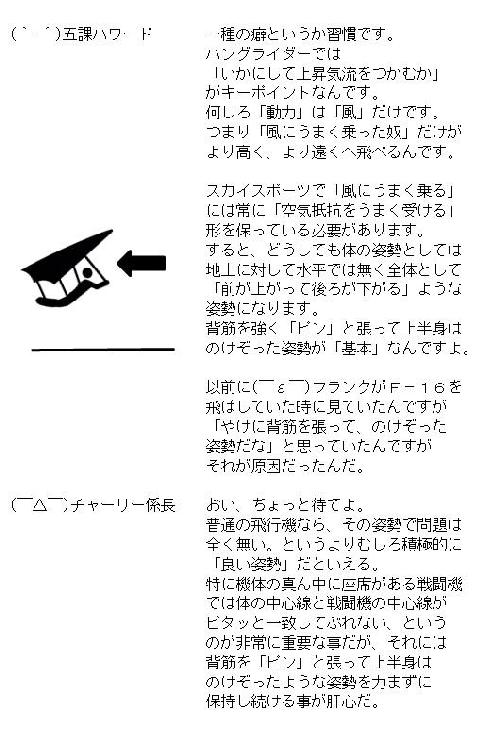 (￣ー￣)五課ハワード　一種の癖というか習慣です。
ハングライダーでは
「いかにして上昇気流をつかむか」
がキーポイントなんです。
何しろ「動力」は「風」だけです。
つまり「風にうまく乗った奴」だけが
より高く、より遠くへ飛べるんです。
スカイスポーツで「風にうまく乗る」
には常に「空気抵抗をうまく受ける」
形を保っている必要があります。
すると、どうしても体の姿勢としては
地上に対して水平では無く全体として
「前が上がって後ろが下がる」ような
姿勢になります。
背筋を強く「ピン」と張って上半身は
のけぞった姿勢が「基本」なんですよ。
以前に(￣ε￣)フランクがＦ－１６を
飛ばしていた時に見ていたんですが
「やけに背筋を張って、のけぞった
姿勢だな」と思っていたんですが
それが原因だったんだ。
(￣△￣)チャーリー係長　おい、ちょっと待てよ。
普通の飛行機なら、その姿勢で問題は
全く無い。というよりむしろ積極的に
「良い姿勢」だといえる。
特に機体の真ん中に座席がある戦闘機
では体の中心線と戦闘機の中心線が
ピタッと一致してぶれない、という
のが非常に重要な事だが、それには
背筋を「ピン」と張って上半身は
のけぞったような姿勢を力まずに
保持し続ける事が肝心だ。